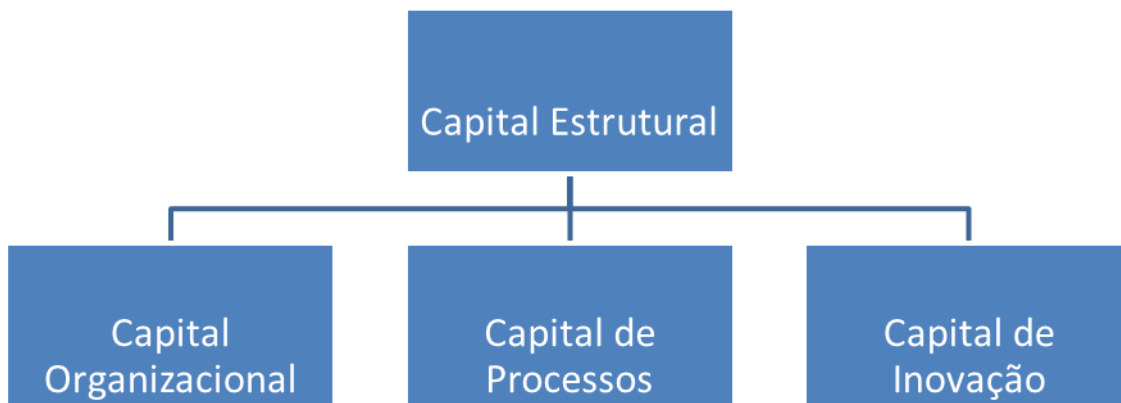 Capital Estrutural
Capital
Organizacional
Capital de
Processos
Capital de
Inovação